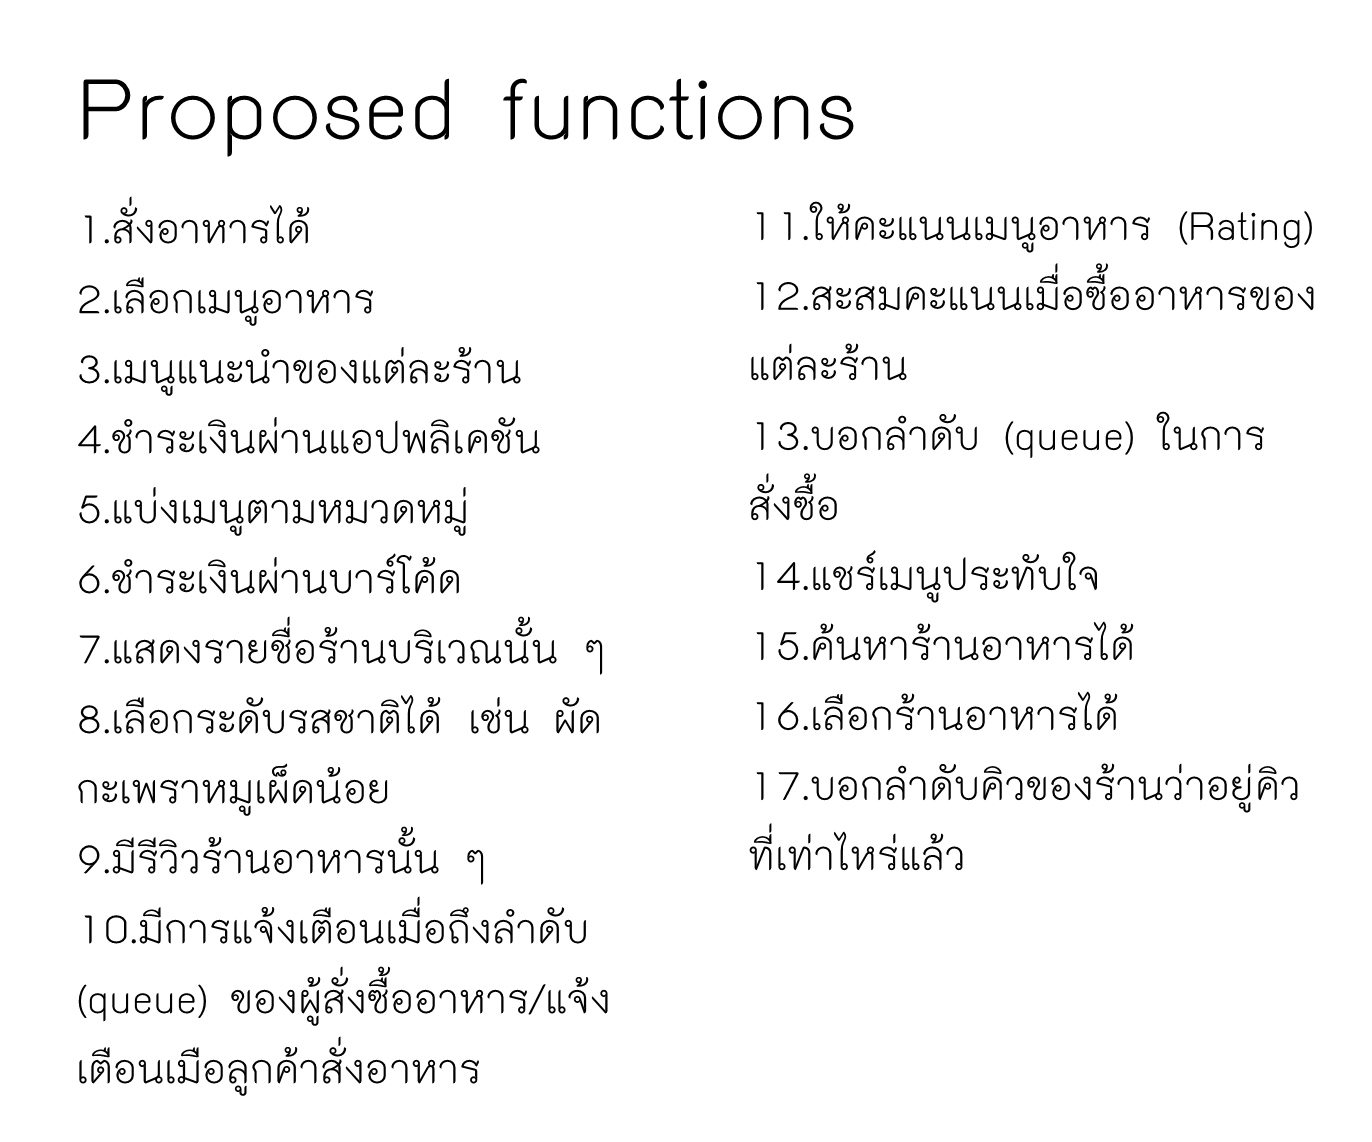 Proposed functions
1.สั่งอาหารได้
2.เลือกเมนูอาหาร
3.เมนูแนะนำของแต่ละร้าน
4.ชำระเงินผ่านแอปพลิเคชัน
5.แบ่งเมนูตามหมวดหมู่
6.ชำระเงินผ่านบาร์โค้ด
7.แสดงรายชื่อร้านบริเวณนั้น ๆ
8.เลือกระดับรสชาติได้ เช่น ผัด
กะเพราหมูเผ็ดน้อย
9.มีรีวิวร้านอาหารนั้น ๆ
10.มีการแจ้งเตือนเมื่อถึงลำดับ
(queue) ของผู้สั่งซื้ออาหาร/แจ้ง
เตือนเมือลูกค้าสั่งอาหาร
11.ให้คะแนนเมนูอาหาร (Rating)
12.สะสมคะแนนเมื่อซื้ออาหารของ
แต่ละร้าน
13.บอกลำดับ (queue) ในการ
สั่งซื้อ
14.แชร์เมนูประทับใจ
15.ค้นหาร้านอาหารได้
16.เลือกร้านอาหารได้
17.บอกลำดับคิวของร้านว่าอยู่คิว
ที่เท่าไหร่แล้ว